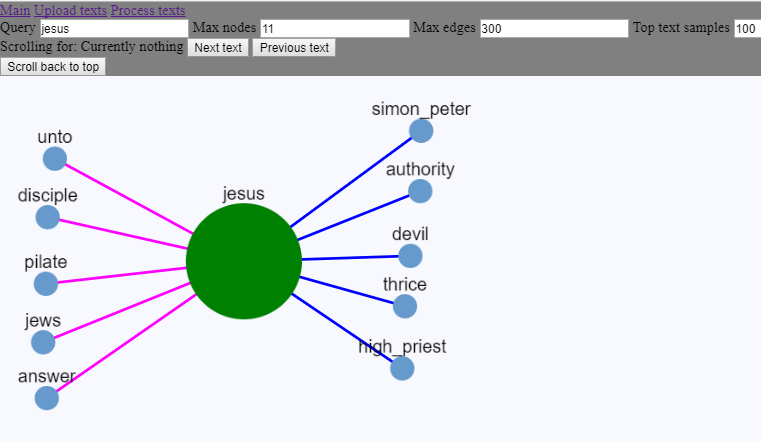 Main Upload texts Process texts
Query jesus Max nodes 11 Max edges 300 Top text samples 100
Scrolling for: Currently nothing Next text Previous text
Scroll back to top
simon_peter
unto
authority
disciple
jesus
devil
pilate
thrice
jews
high_priest
answer